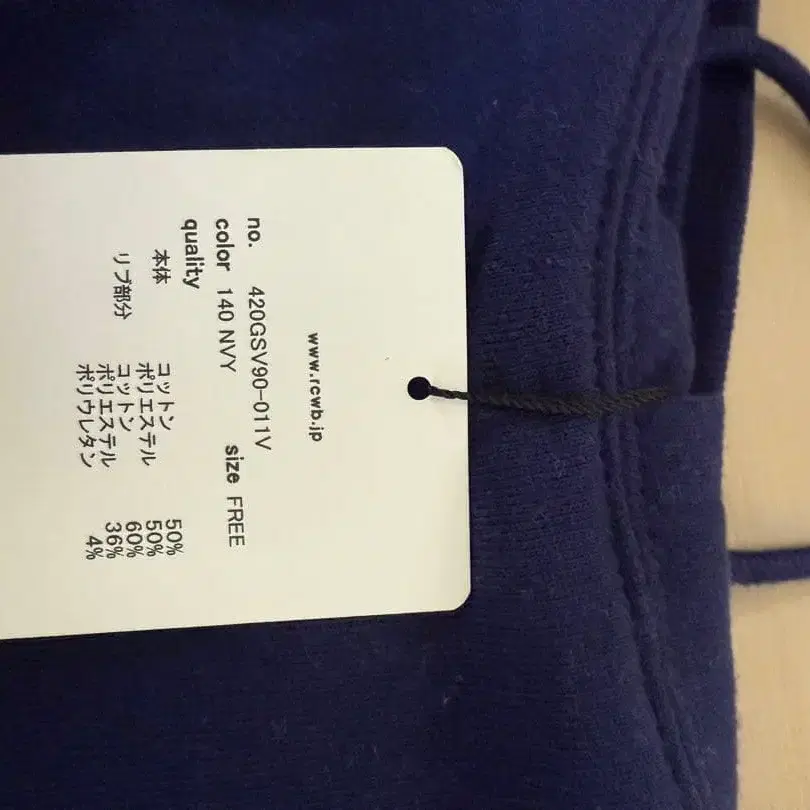 www.rcwb.jp
no. 420GSV90-011V
color 140 NVY size FREE
quality
本体 コットン 50%
ポリエステル 50%
リブ部分 コットン 60%
ポリエステル 36%
ポリウレタン 4%